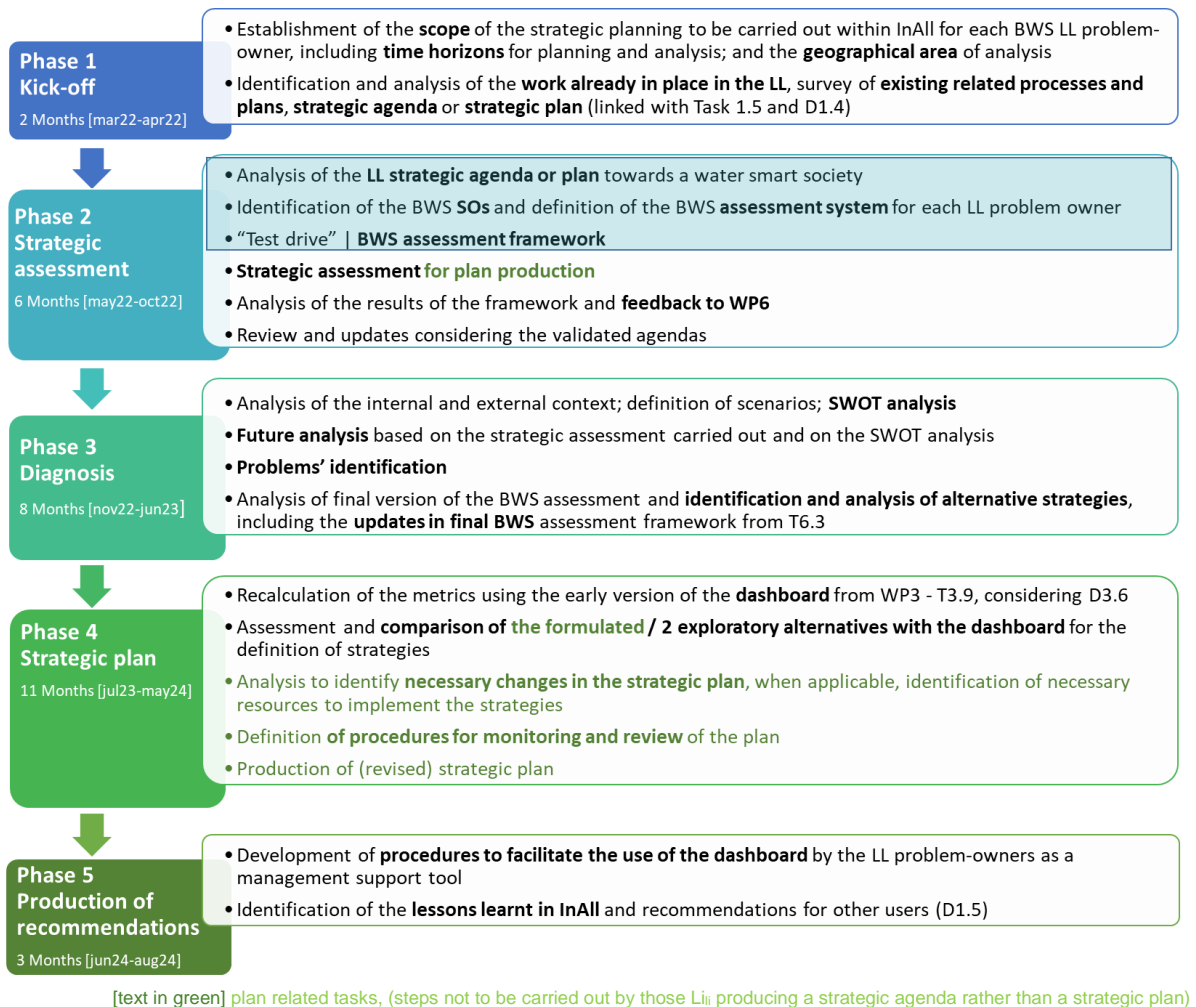 Phase 1
Kick-off
2 Months [mar22-apr22]
• Establishment of the scope of the strategic planning to be carried out within InAll for each BWS LL problem-
owner, including time horizons for planning and analysis; and the geographical area of analysis
• Identification and analysis of the work already in place in the LL, survey of existing related processes and
plans, strategic agenda or strategic plan (linked with Task 1.5 and D1.4)
Phase 2
Strategic
assessment
6 Months [may22-oct22]
• Analysis of the LL strategic agenda or plan towards a water smart society
• Identification of the BWS SOs and definition of the BWS assessment system for each LL problem owner
• “Test drive” | BWS assessment framework
• Strategic assessment for plan production
• Analysis of the results of the framework and feedback to WP6
• Review and updates considering the validated agendas
Phase 3
Diagnosis
8 Months [nov22-jun23]
• Analysis of the internal and external context; definition of scenarios; SWOT analysis
• Future analysis based on the strategic assessment carried out and on the SWOT analysis
• Problems’ identification
• Analysis of final version of the BWS assessment and identification and analysis of alternative strategies,
including the updates in final BWS assessment framework from T6.3
Phase 4
Strategic plan
11 Months [jul23-may24]
• Recalculation of the metrics using the early version of the dashboard from WP3 - T3.9, considering D3.6
• Assessment and comparison of the formulated / 2 exploratory alternatives with the dashboard for the
definition of strategies
• Analysis to identify necessary changes in the strategic plan, when applicable, identification of necessary
resources to implement the strategies
• Definition of procedures for monitoring and review of the plan
• Production of (revised) strategic plan
Phase 5
Production of
recommendations
3 Months [jun24-aug24]
• Development of procedures to facilitate the use of the dashboard by the LL problem-owners as a
management support tool
• Identification of the lessons learnt in InAll and recommendations for other users (D1.5)
[text in green] plan related tasks, (steps not to be carried out by those Li producing a strategic agenda rather than a strategic plan)